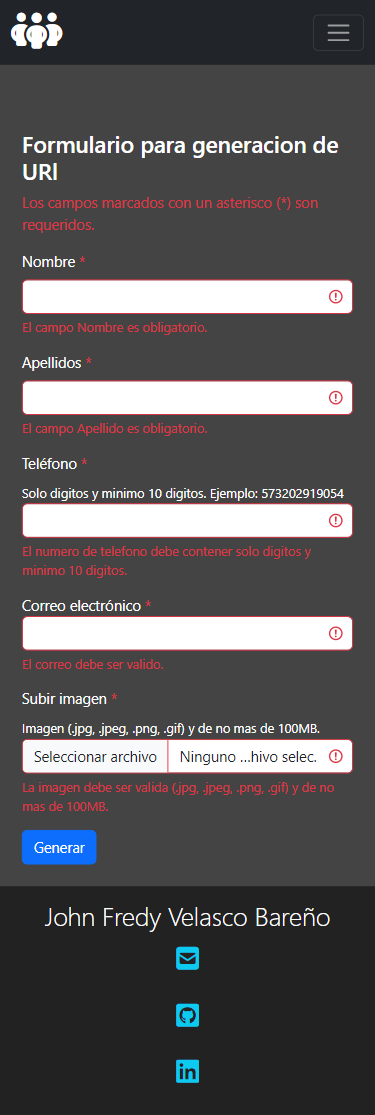 Formulario para generacion de
URl
Los campos marcados con un asterisco (*) son
requeridos.
Nombre *
El campo Nombre es obligatorio.
Apellidos *
El campo Apellido es obligatorio.
Teléfono *
Solo digitos y minimo 10 digitos. Ejemplo: 573202919054
El numero de telefono debe contener solo digitos y
minimo 10 digitos.
Correo electrónico *
El correo debe ser valido.
Subir imagen *
Imagen (.jpg, .jpeg, .png, .gif) y de no mas de 100MB.
Seleccionar archivo Ninguno ...hivo selec.
La imagen debe ser valida (.jpg, .jpeg, .png, .gif) y de no
mas de 100MB.
Generar
John Fredy Velasco Bareño
in